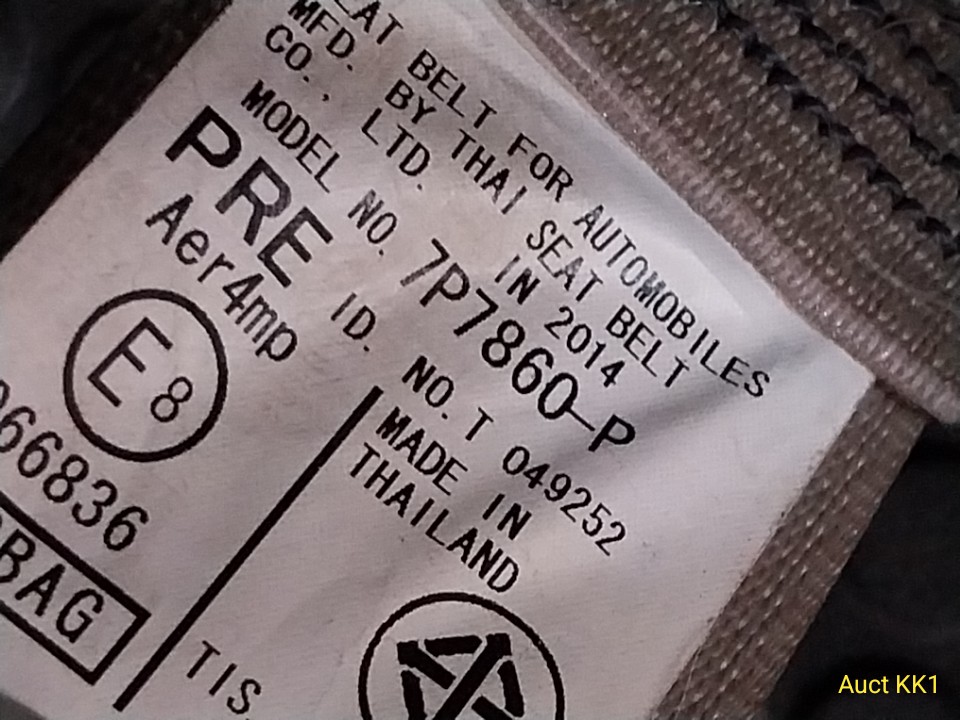 EAT BELT FOR AUTOMOBILES
MFD. BY THAI SEAT BELT
CO., LTD. IN 2014
MODEL NO. 7P7860-P
PRE ID. NO. T 049252
Aer4mp
MADE IN
THAILAND
E8
66836
BAG
TIS.
Auct KK1